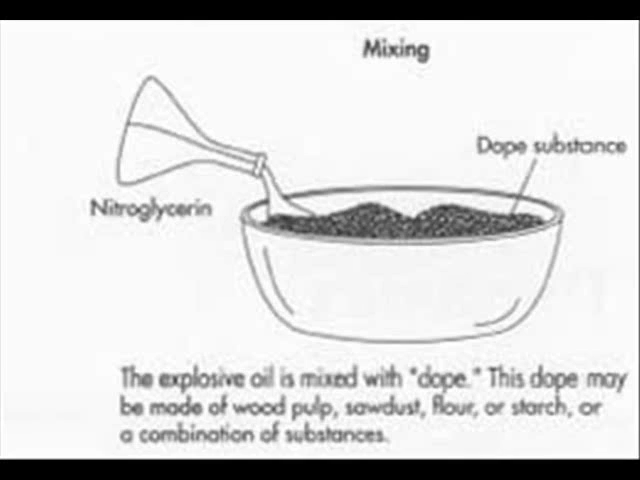 Mixing
Dope substance
Nitroglycerin
The explosive oil is mixed with "dope." This dope may
be made of wood pulp, sawdust, flour, or starch, or
a combination of substances.